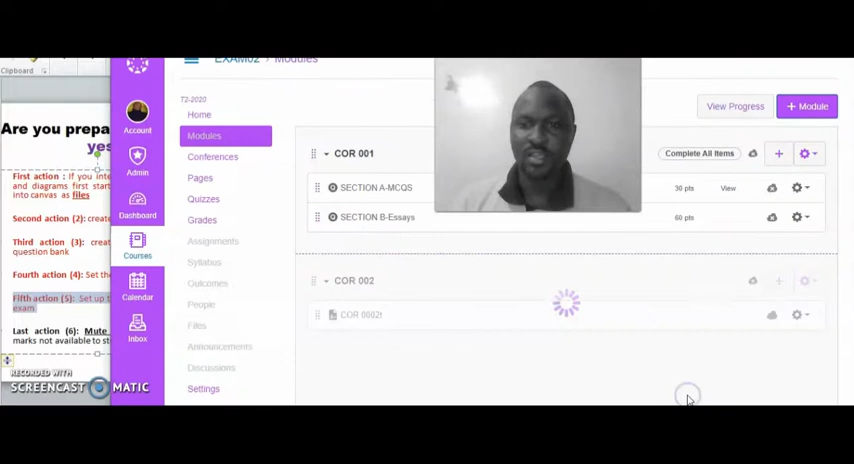 Clipboard
Are you prepa
yes
First action : If you inte
and diagrams first start
into canvas as files
Second action (2): create
Third action (3): creat
question bank
Fourth action (4): Set the
Fifth action (5): Set up t
exam
Last action (6): Mute
marks not available to st
RECORDED WITH
SCREENCAST MATIC
Account
Admin
Dashboard
Courses
Calendar
Inbox
EXAM02 > Modules
T2-2020
Home
Modules
Conferences
Pages
Quizzes
Grades
Assignments
Syllabus
Outcomes
People
Files
Announcements
Discussions
Settings
View Progress
+ Module
COR 001
Complete All Items
SECTION A-MCQS
30 pts
View
SECTION B-Essays
60 pts
COR 002